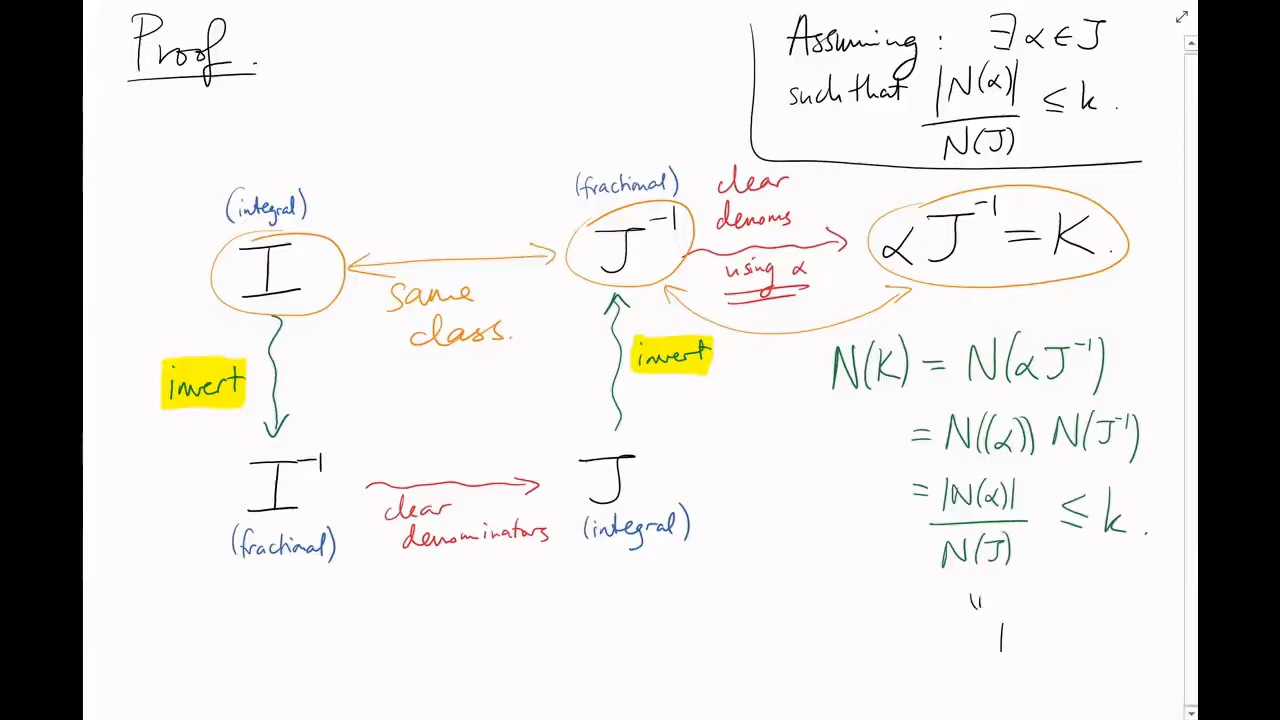 Proof.
Assuming: ∃ α ∈ J
such that |N(α)| / N(J) ≤ k.
(integral)
I
same
class.
(fractional)
J⁻¹
clear
denoms
using α
αJ⁻¹ = K.
invert
invert
I⁻¹
(fractional)
clear
denominators
J
(integral)
N(K) = N(αJ⁻¹)
= N((α)) N(J⁻¹)
= |N(α)| / N(J) ≤ k.